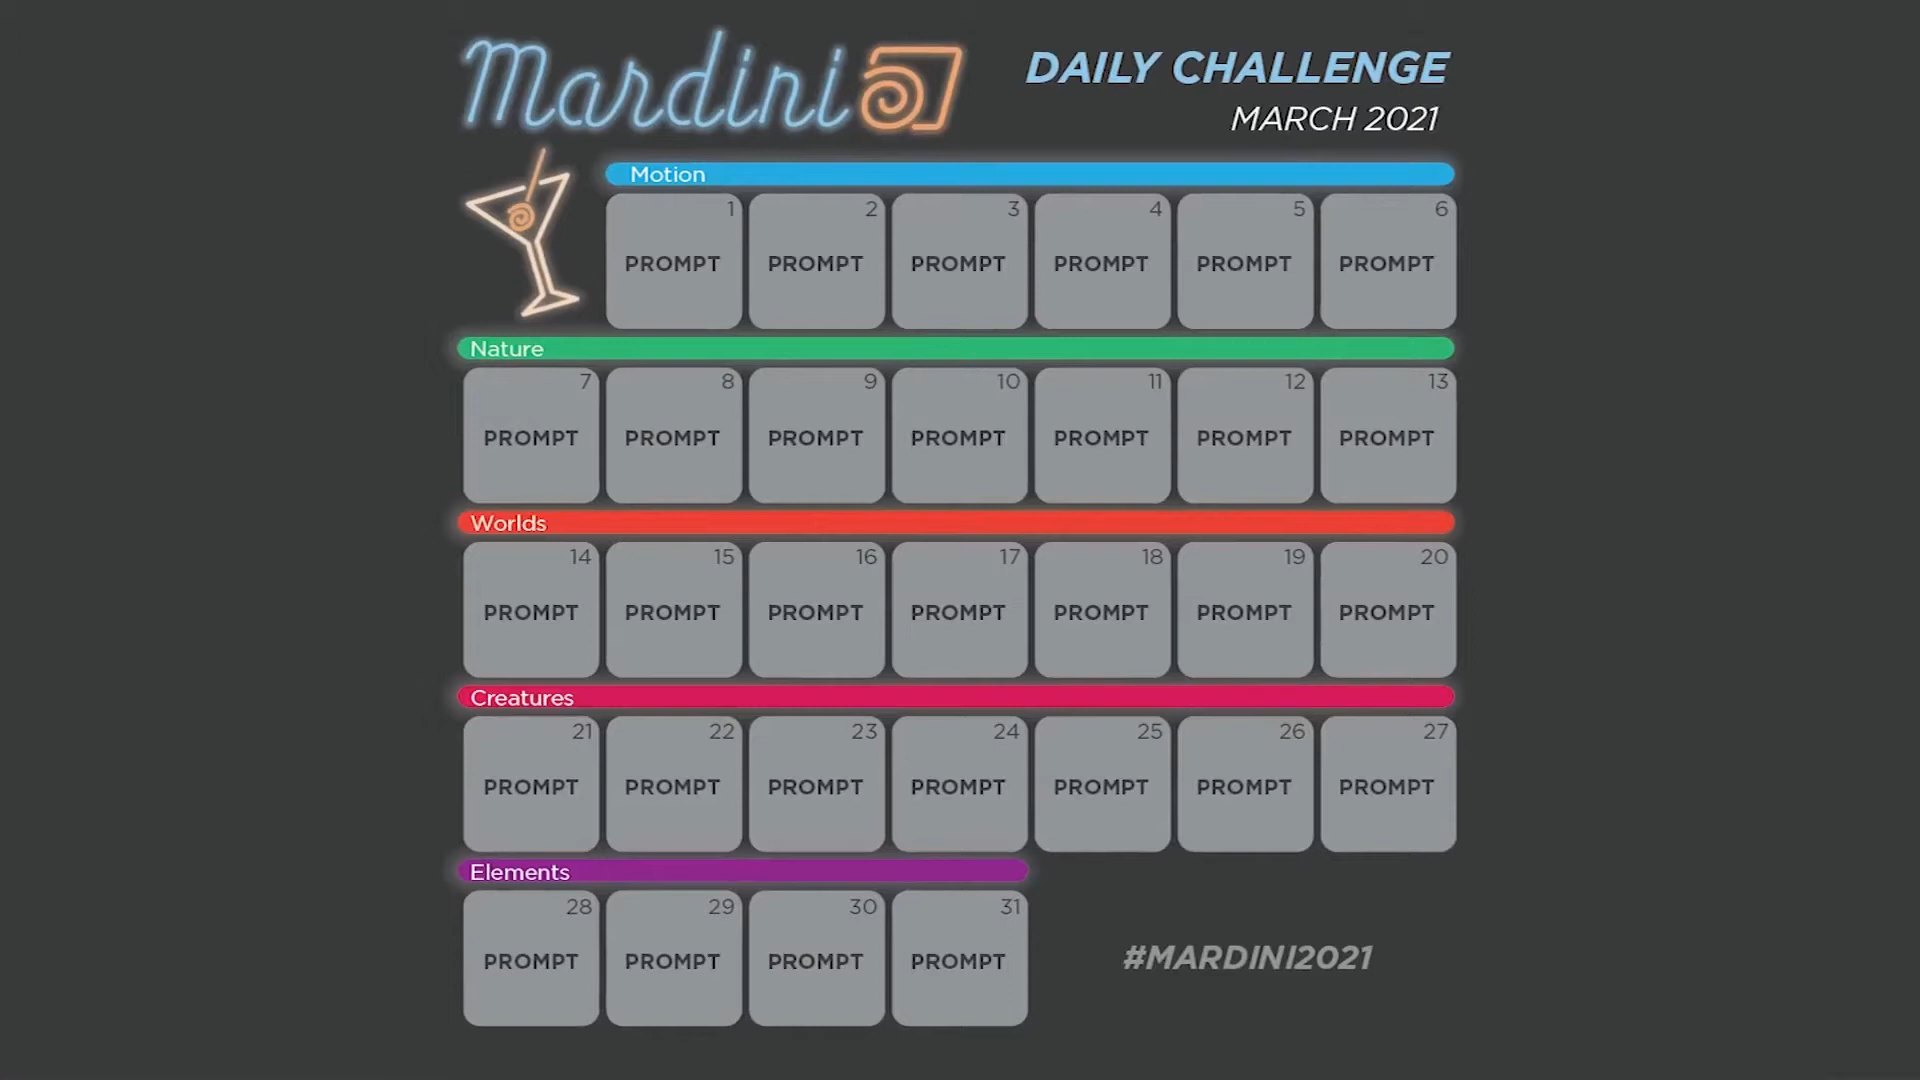 Mardini
DAILY CHALLENGE
MARCH 2021
Motion
1 2 3 4 5 6
PROMPT PROMPT PROMPT PROMPT PROMPT PROMPT
Nature
7 8 9 10 11 12 13
PROMPT PROMPT PROMPT PROMPT PROMPT PROMPT PROMPT
Worlds
14 15 16 17 18 19 20
PROMPT PROMPT PROMPT PROMPT PROMPT PROMPT PROMPT
Creatures
21 22 23 24 25 26 27
PROMPT PROMPT PROMPT PROMPT PROMPT PROMPT PROMPT
Elements
28 29 30 31
PROMPT PROMPT PROMPT PROMPT
#MARDINI2021